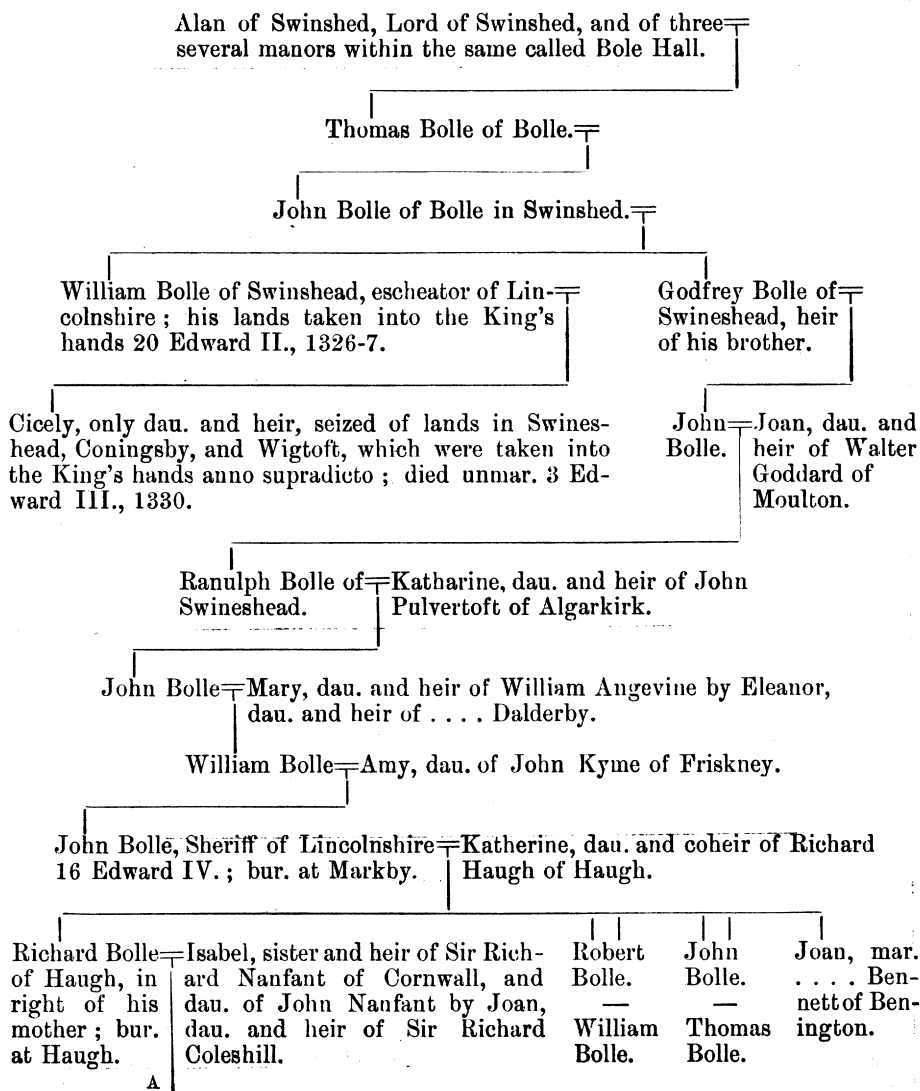 Alan of Swinshed, Lord of Swinshed, and of three
several manors within the same called Bole Hall.
Thomas Bolle of Bolle.
John Bolle of Bolle in Swinshed.
William Bolle of Swinshead, escheator of Lin-
colnshire ; his lands taken into the King's
hands 20 Edward II., 1326-7.
Godfrey Bolle of
Swineshead, heir
of his brother.
Cicely, only dau. and heir, seized of lands in Swines-
head, Coningsby, and Wigtoft, which were taken into
the King's hands anno supradicto ; died unmar. 3 Ed-
ward III., 1330.
John
Bolle.
Joan, dau. and
heir of Walter
Goddard of
Moulton.
Ranulph Bolle of
Swineshead.
Katharine, dau. and heir of John
Pulvertoft of Algarkirk.
John Bolle
Mary, dau. and heir of William Angevine by Eleanor,
dau. and heir of . . . . Dalderby.
William Bolle
Amy, dau. of John Kyme of Friskney.
John Bolle, Sheriff of Lincolnshire
16 Edward IV. ; bur. at Markby.
Katherine, dau. and coheir of Richard
Haugh of Haugh.
Richard Bolle
of Haugh, in
right of his
mother ; bur.
at Haugh.
Isabel, sister and heir of Sir Rich-
ard Nanfant of Cornwall, and
dau. of John Nanfant by Joan,
dau. and heir of Sir Richard
Coleshill.
Robert
Bolle.
—
William
Bolle.
John
Bolle.
—
Thomas
Bolle.
Joan, mar.
. . . . Ben-
nett of Ben-
ington.
A